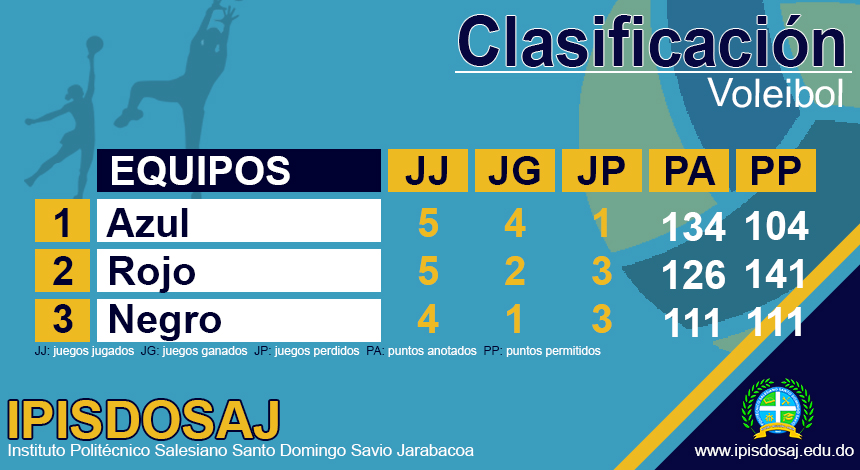 Clasificación
Voleibol
EQUIPOS JJ JG JP PA PP
1 Azul 5 4 1 134 104
2 Rojo 5 2 3 126 141
3 Negro 4 1 3 111 111
JJ: juegos jugados JG: juegos ganados JP: juegos perdidos PA: puntos anotados PP: puntos permitidos
IPISDOSAJ
Instituto Politécnico Salesiano Santo Domingo Savio Jarabacoa
www.ipisdosaj.edu.do